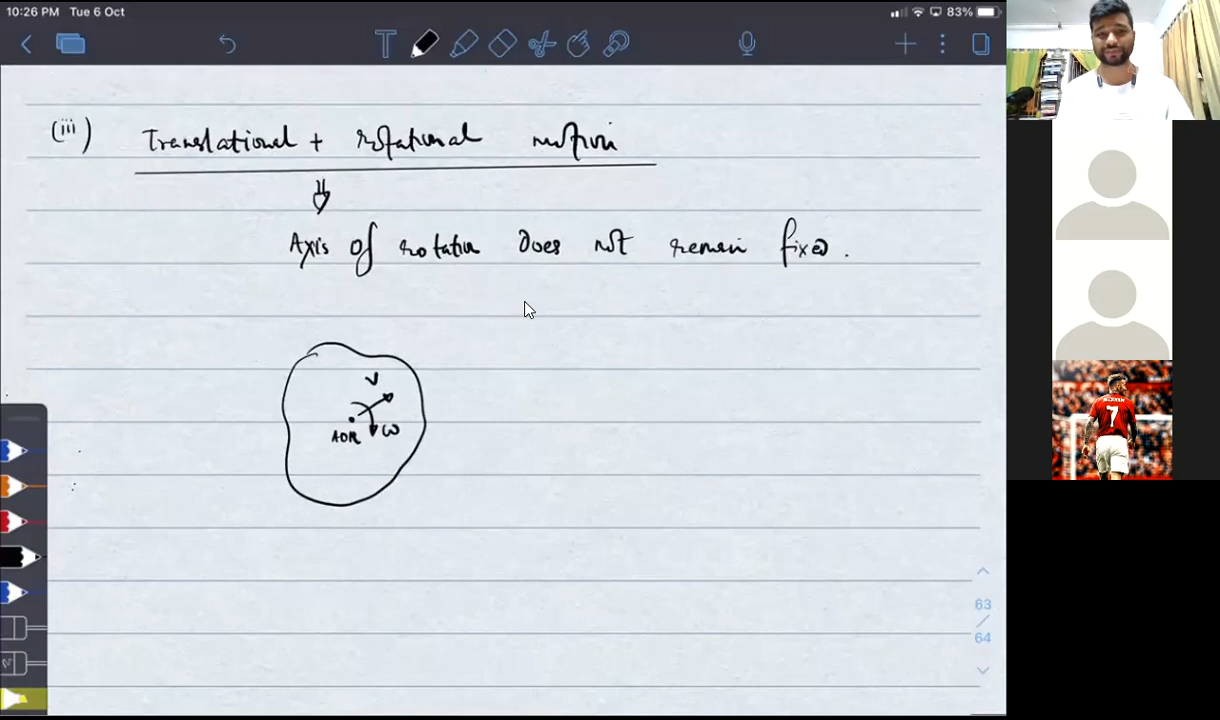 10:26 PM Tue 6 Oct 83%
(iii) Translational + rotational motion
Axis of rotation does not remain fixed.
v
AOR ω
63
/
64
7